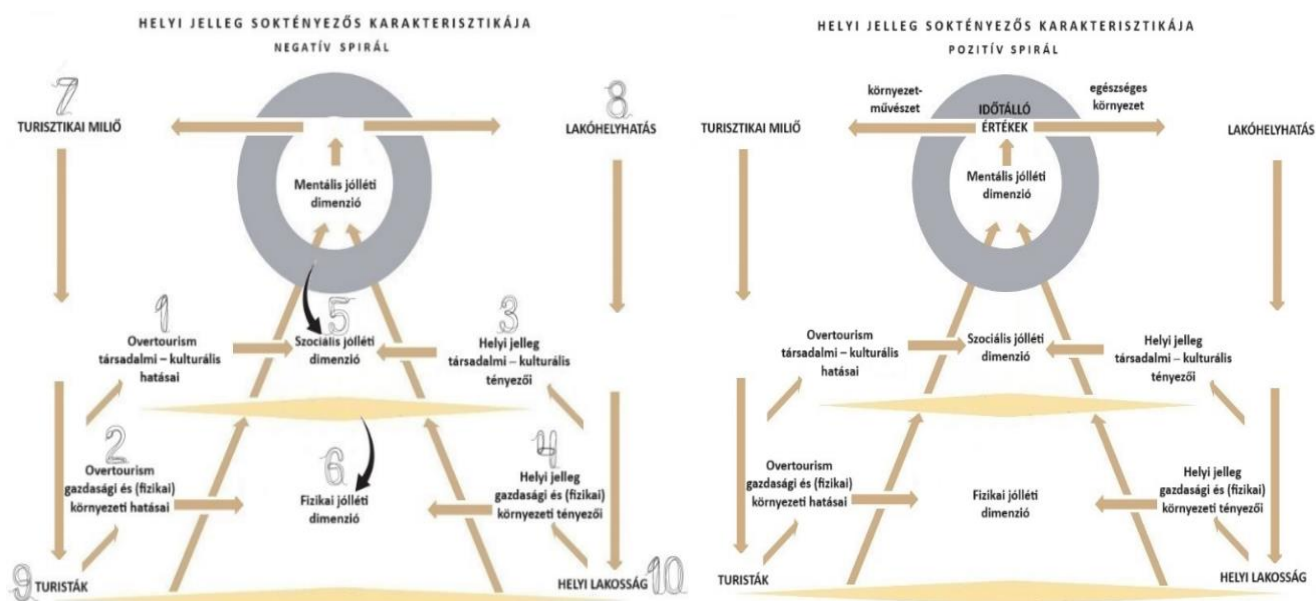 HELYI JELLEG SOKTÉNYEZŐS KARAKTERISZTIKÁJA
NEGATÍV SPIRÁL
7
8
TURISZTIKAI MILIŐ
LAKÓHELYHATÁS
Mentális jólléti
dimenzió
1
Overtourism
társadalmi – kulturális
hatásai
5
Szociális jólléti
dimenzió
3
Helyi jelleg
társadalmi – kulturális
tényezői
2
Overtourism
gazdasági és (fizikai)
környezeti hatásai
6
Fizikai jólléti
dimenzió
4
Helyi jelleg
gazdasági és (fizikai)
környezeti tényezői
9 TURISTÁK
HELYI LAKOSSÁG 10
HELYI JELLEG SOKTÉNYEZŐS KARAKTERISZTIKÁJA
POZITÍV SPIRÁL
környezet-
művészet
IDŐTÁLLÓ
ÉRTÉKEK
egészséges
környezet
TURISZTIKAI MILIŐ
LAKÓHELYHATÁS
Mentális jólléti
dimenzió
Overtourism
társadalmi – kulturális
hatásai
Szociális jólléti
dimenzió
Helyi jelleg
társadalmi – kulturális
tényezői
Overtourism
gazdasági és (fizikai)
környezeti hatásai
Fizikai jólléti
dimenzió
Helyi jelleg
gazdasági és (fizikai)
környezeti tényezői
TURISTÁK
HELYI LAKOSSÁG